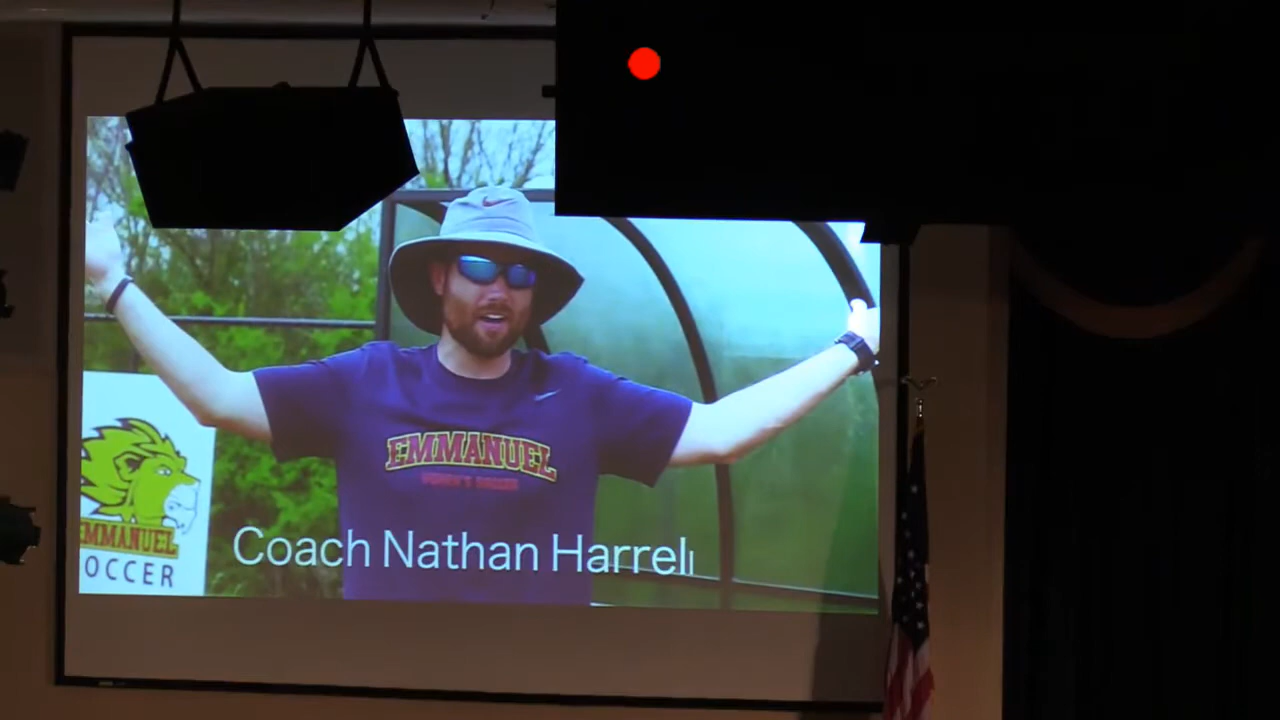 EMMANUEL
WOMEN'S SOCCER
Coach Nathan Harrell
EMMANUEL
OCCER